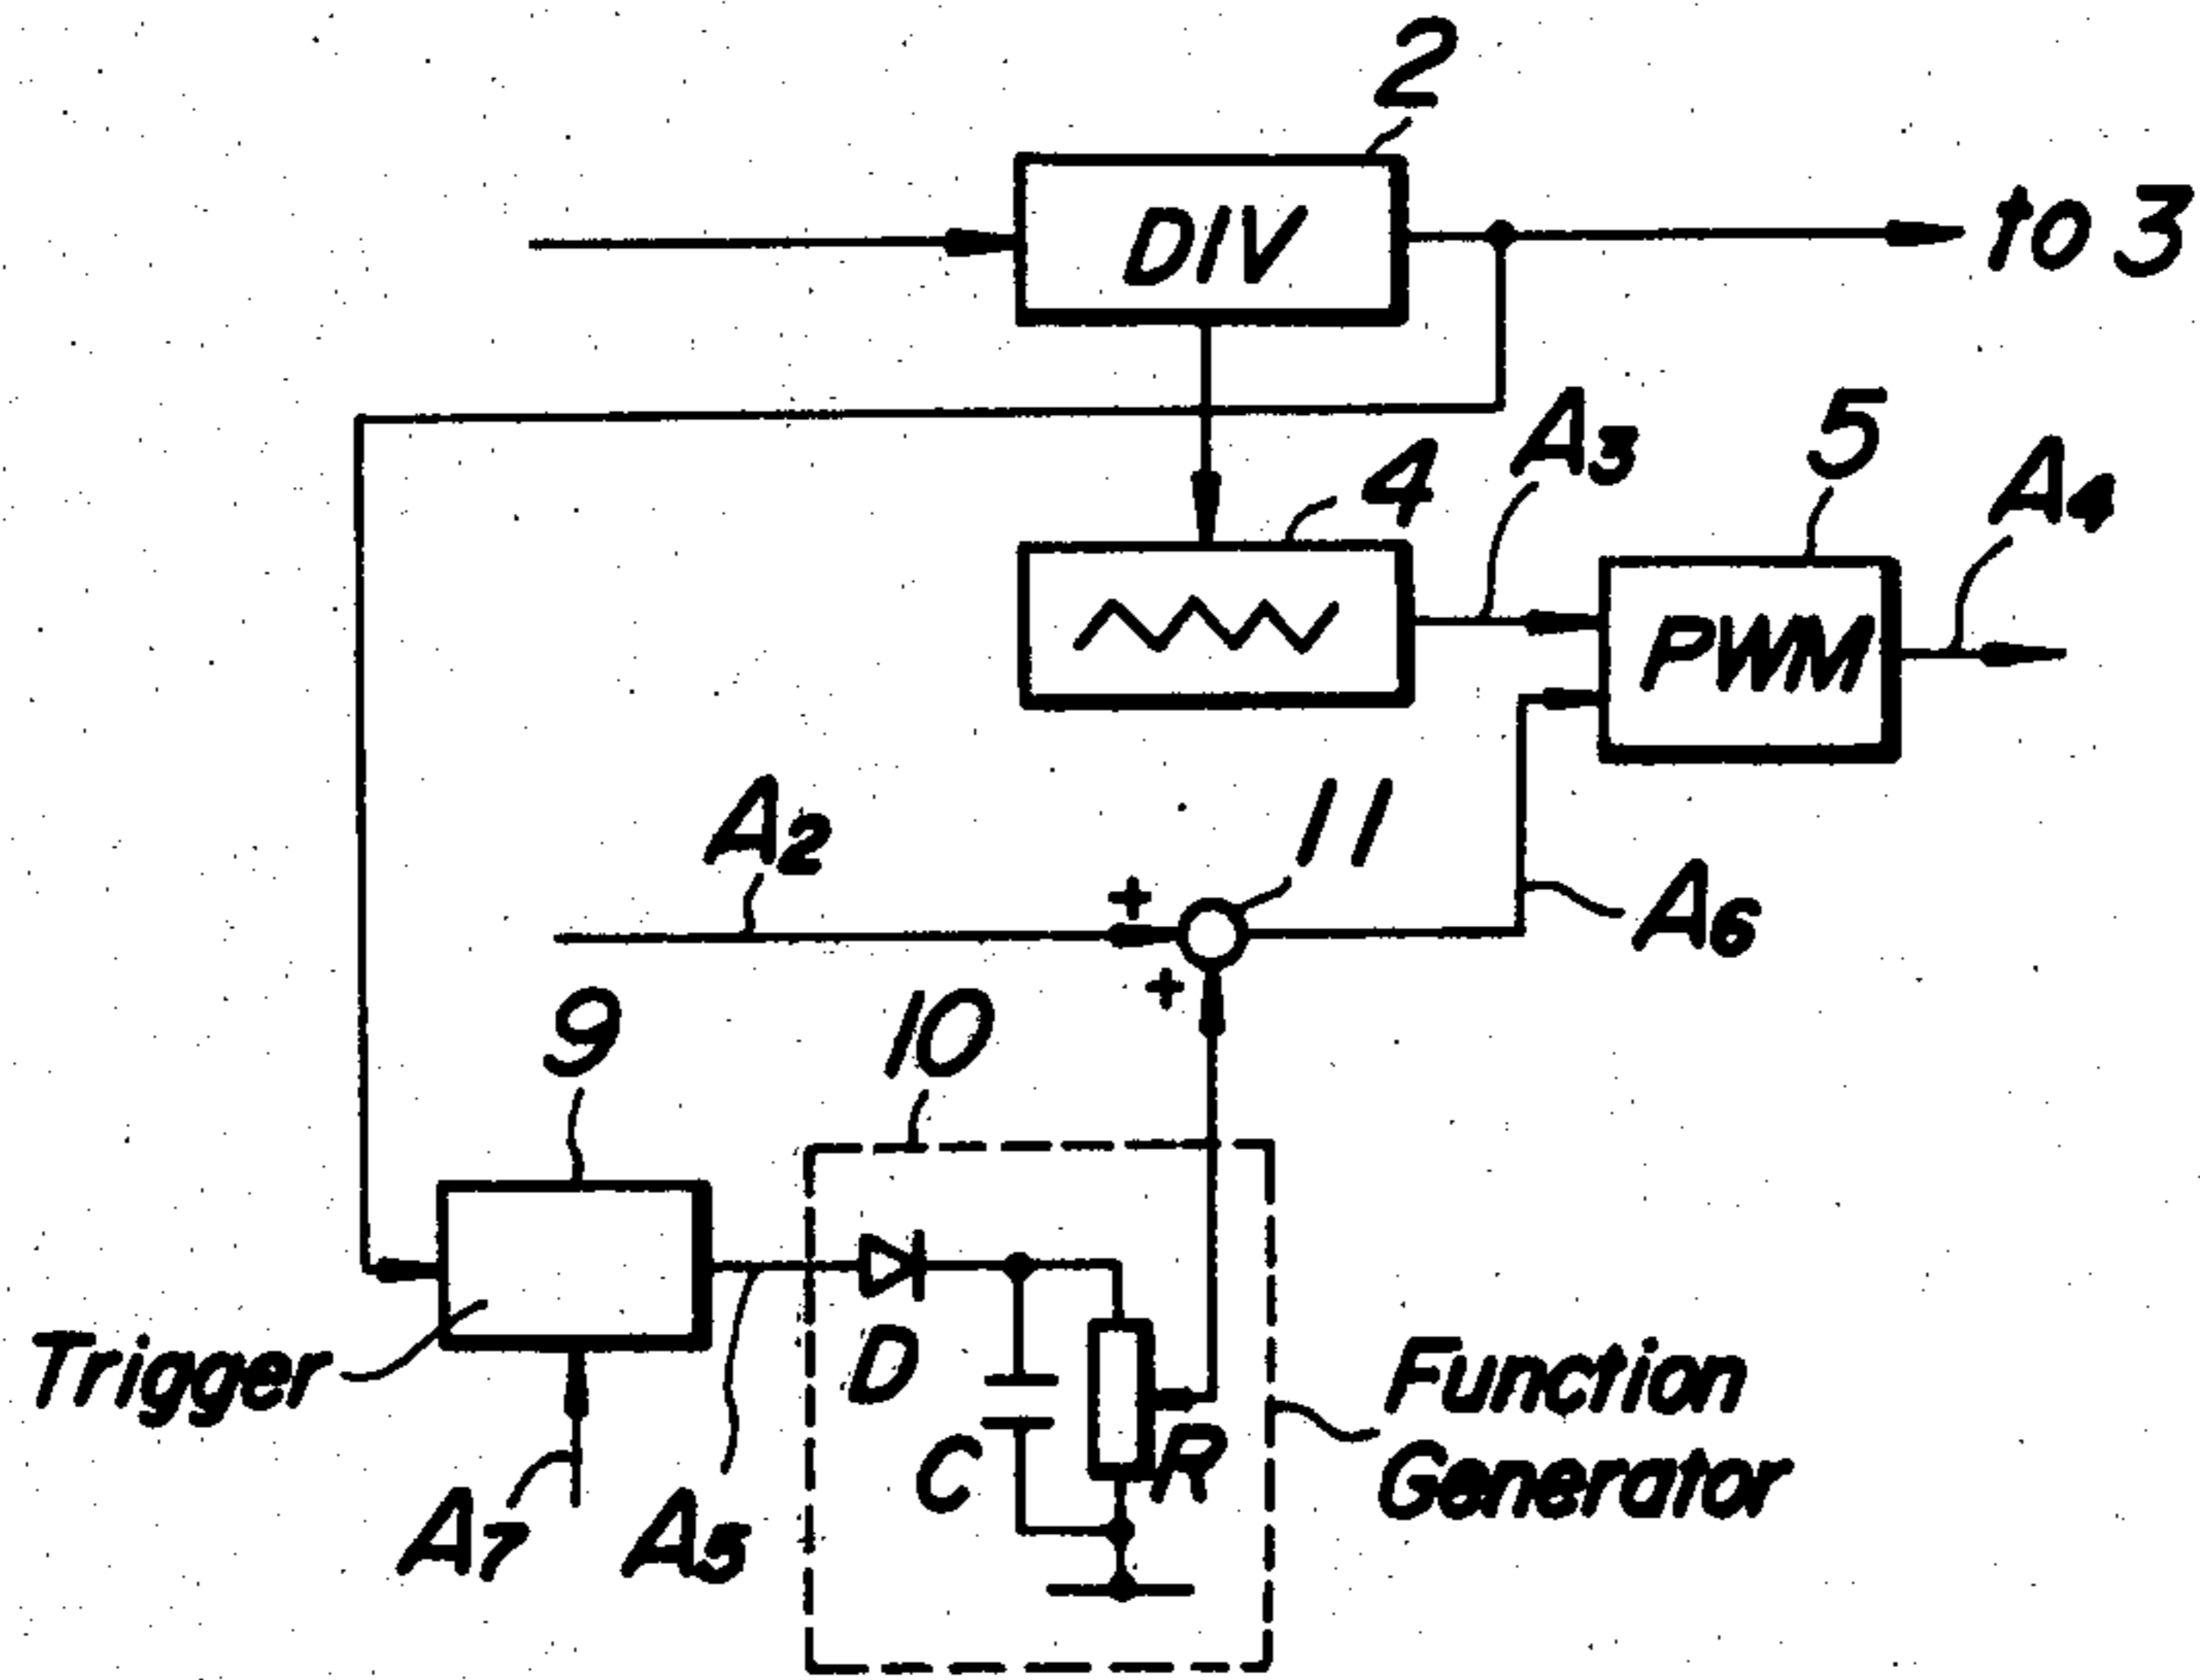 2
DIV
to 3
A3
5
A4
4
PWM
A2
11
+
A6
+
9
10
Trigger
D
Function
Generator
C
R
A7
A5